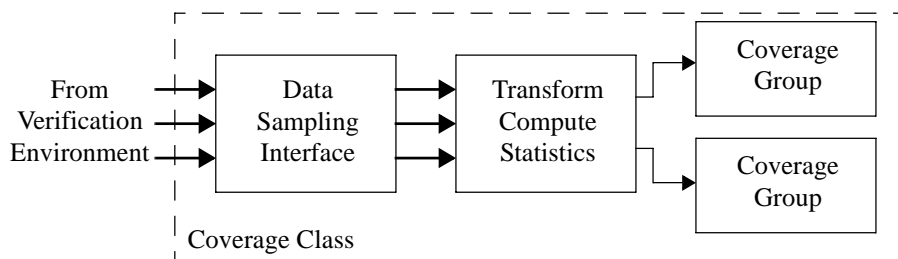 From
Verification
Environment
Data
Sampling
Interface
Transform
Compute
Statistics
Coverage
Group
Coverage
Group
Coverage Class